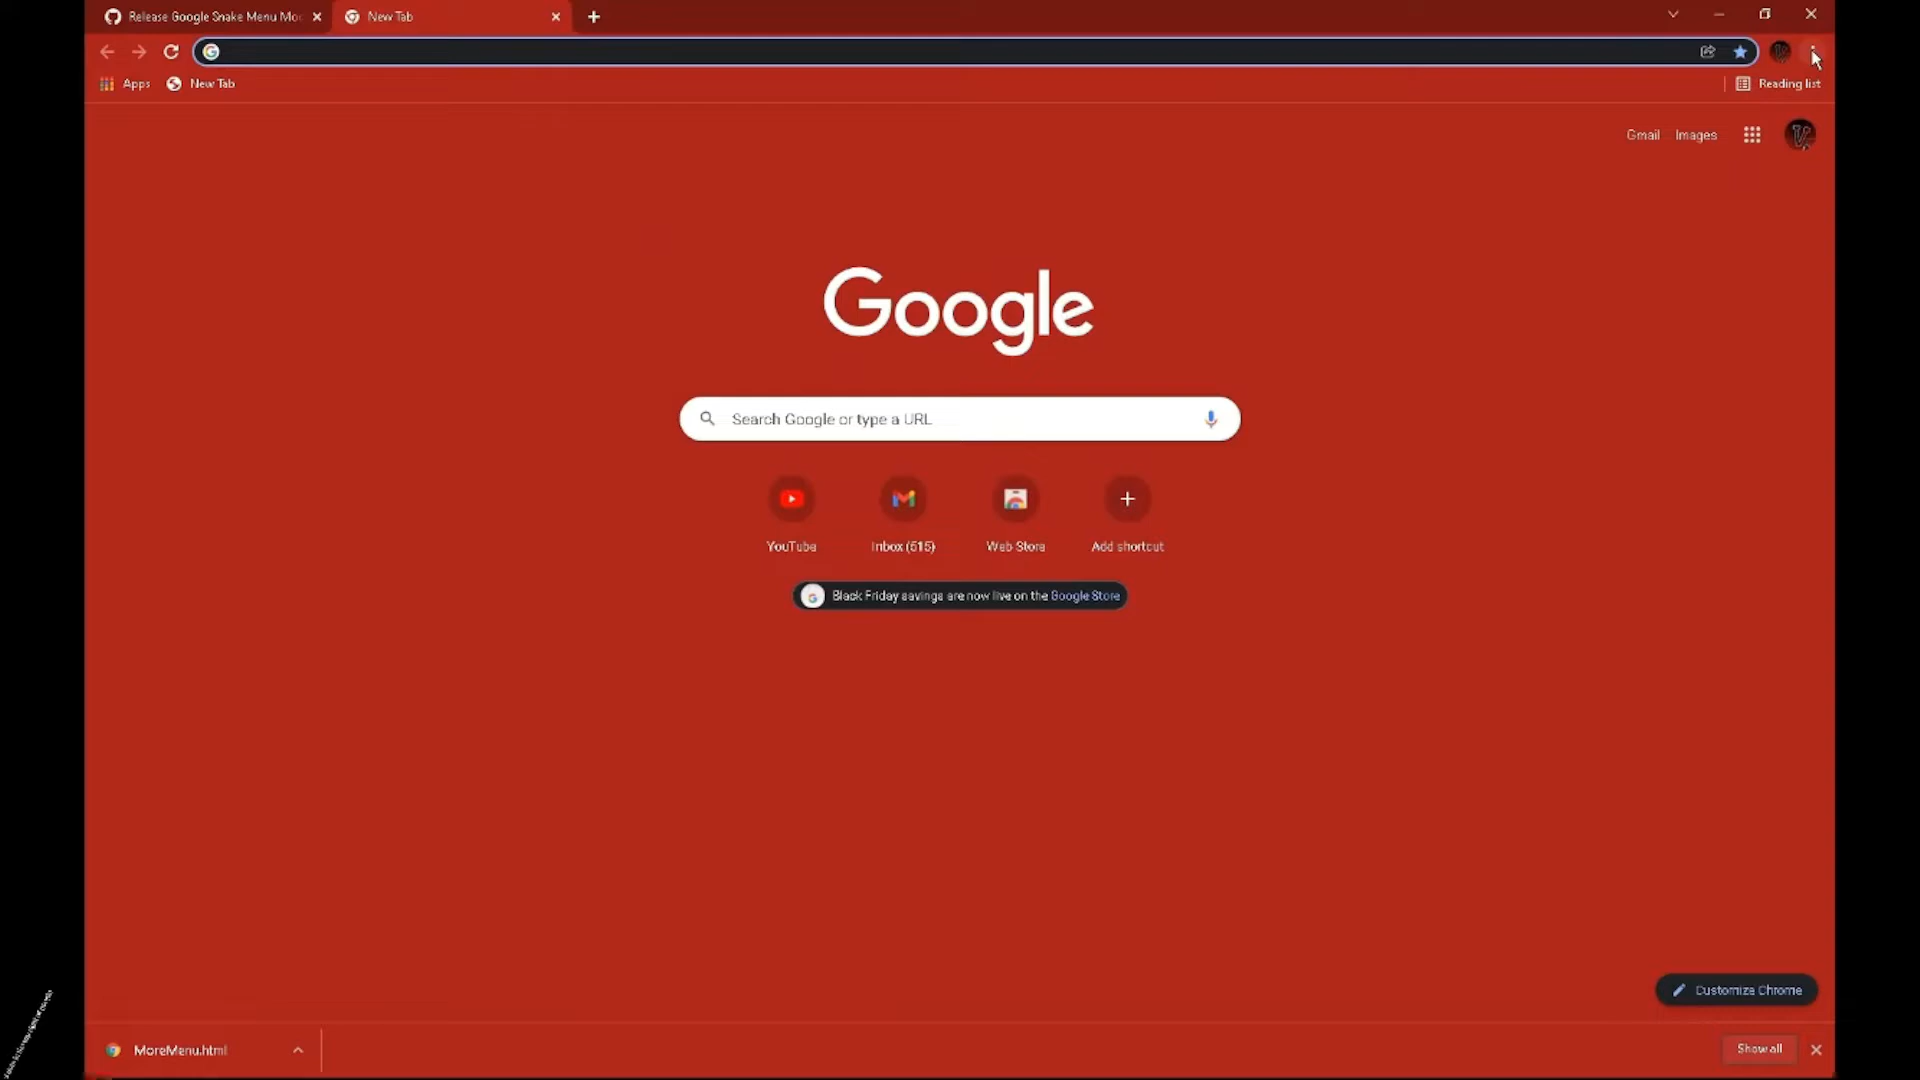 Release Google Snake Menu Mo
New Tab
Apps
New Tab
Reading list
Gmail
Images
Google
Search Google or type a URL
YouTube
Inbox (515)
Web Store
Add shortcut
Black Friday savings are now live on the Google Store
Customize Chrome
MoreMenu.html
Show all